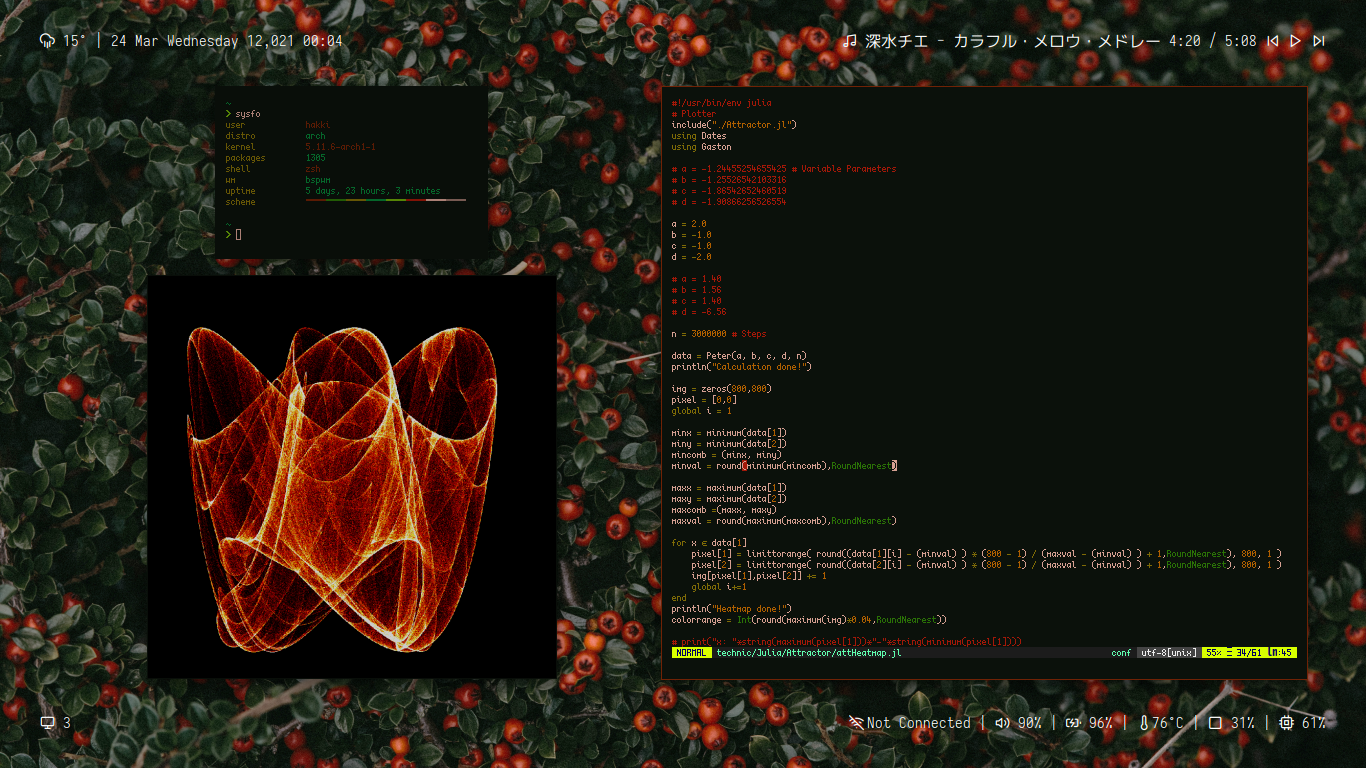 15° | 24 Mar Wednesday 12,021 00:04
深水チエ - カラフル・メロウ・メドレー 4:20 / 5:08
~
❯ sysfo
user hakki
distro arch
kernel 5.11.6-arch1-1
packages 1305
shell zsh
wm bspwm
uptime 5 days, 23 hours, 3 minutes
scheme
~
❯
#!/usr/bin/env julia
# Plotter
include("./Attractor.jl")
using Dates
using Gaston
# a = -1.24455254655425 # Variable Parameters
# b = -1.25526542103316
# c = -1.86542652460519
# d = -1.90866256526554
a = 2.0
b = -1.0
c = -1.0
d = -2.0
# a = 1.40
# b = 1.56
# c = 1.40
# d = -6.56
n = 3000000 # Steps
data = Peter(a, b, c, d, n)
println("Calculation done!")
img = zeros(800,800)
pixel = [0,0]
global i = 1
minx = minimum(data[1])
miny = minimum(data[2])
mincomb = (minx, miny)
minval = round(minimum(mincomb),RoundNearest)
maxx = maximum(data[1])
maxy = maximum(data[2])
maxcomb =(maxx, maxy)
maxval = round(maximum(maxcomb),RoundNearest)
for x ∈ data[1]
pixel[1] = limittorange( round((data[1][i] - (minval) ) * (800 - 1) / (maxval - (minval) ) + 1,RoundNearest), 800, 1 )
pixel[2] = limittorange( round((data[2][i] - (minval) ) * (800 - 1) / (maxval - (minval) ) + 1,RoundNearest), 800, 1 )
img[pixel[1],pixel[2]] += 1
global i+=1
end
println("Heatmap done!")
colorrange = Int(round(maximum(img)*0.04,RoundNearest))
# print("x: "*string(maximum(pixel[1]))*"-"*string(minimum(pixel[1])))
NORMAL technic/Julia/Attractor/attHeatmap.jl conf utf-8[unix] 55% ☰ 34/61 ln:45
3
Not Connected | 90% | 96% | 76°C | 31% | 61%